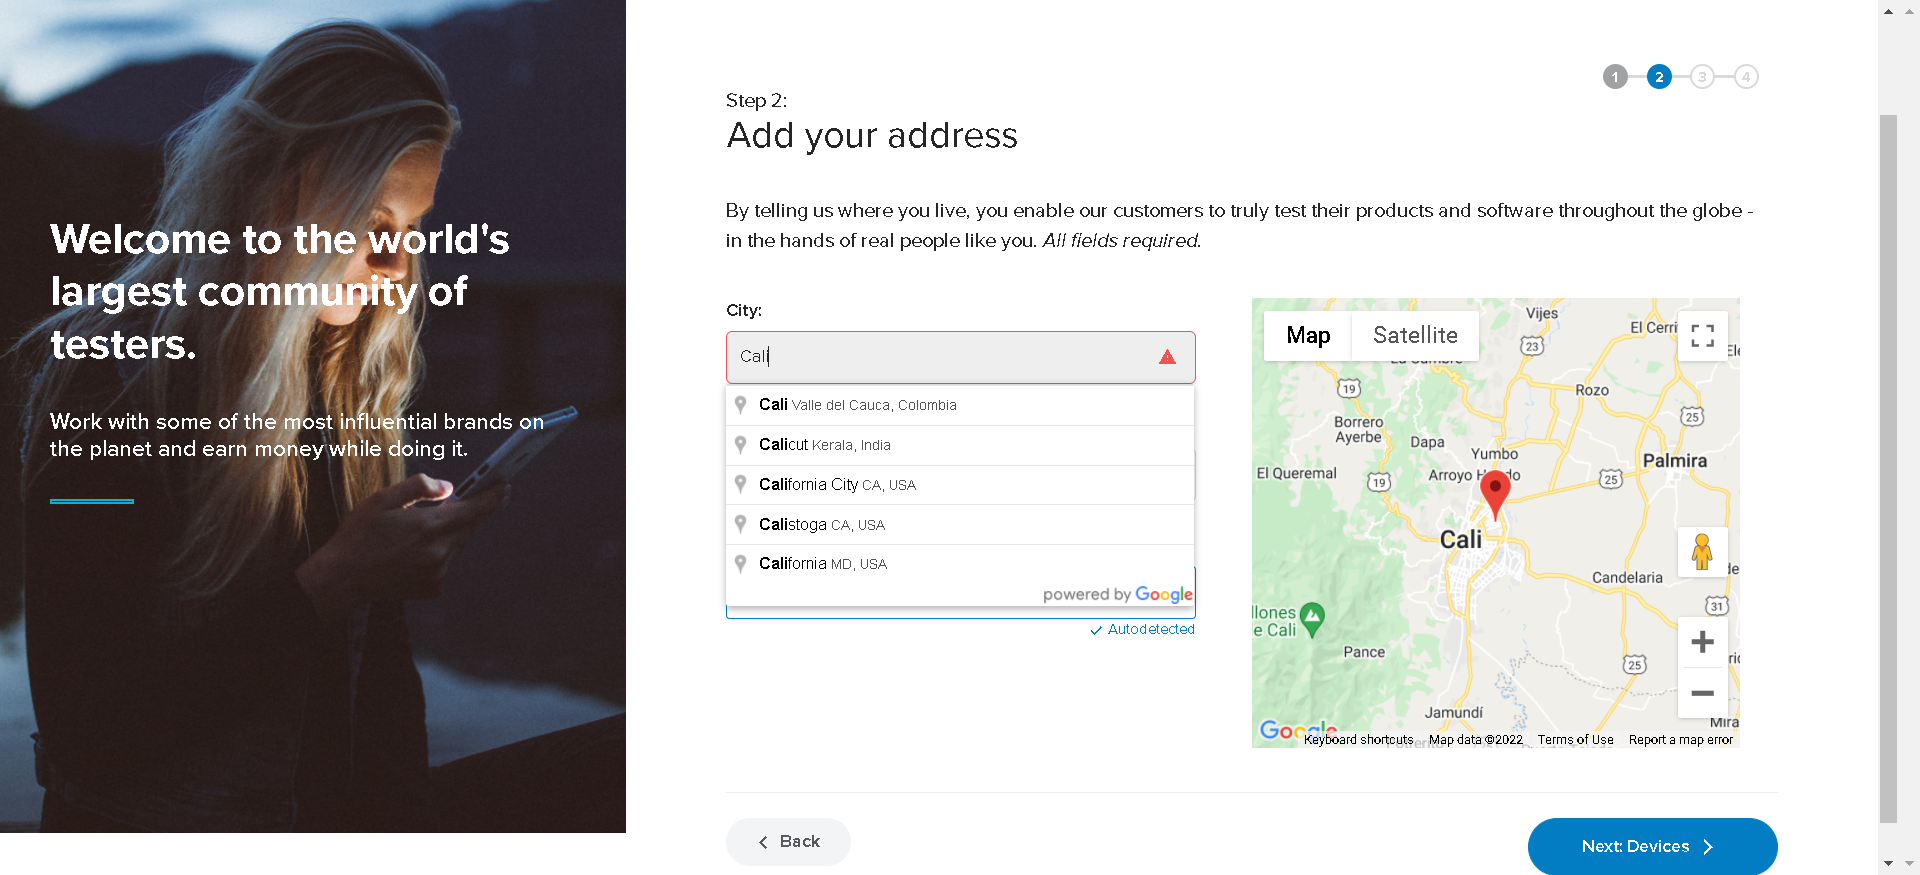 Welcome to the world's
largest community of
testers.
Work with some of the most influential brands on
the planet and earn money while doing it.
1 2 3 4
Step 2:
Add your address
By telling us where you live, you enable our customers to truly test their products and software throughout the globe -
in the hands of real people like you. All fields required.
City:
Cali
Cali Valle del Cauca, Colombia
Calicut Kerala, India
California City CA, USA
Calistoga CA, USA
California MD, USA
powered by Google
Autodetected
Map Satellite
Vijes
El Cerri
23
19
Rozo
25
Borrero
Ayerbe
Dapa
Yumbo
Palmira
El Queremal
19
Arroyo
25
Cali
Candelaria
31
llones
e Cali
Pance
25
Jamundí
Mira
Google
Keyboard shortcuts Map data ©2022 Terms of Use Report a map error
Back
Next: Devices